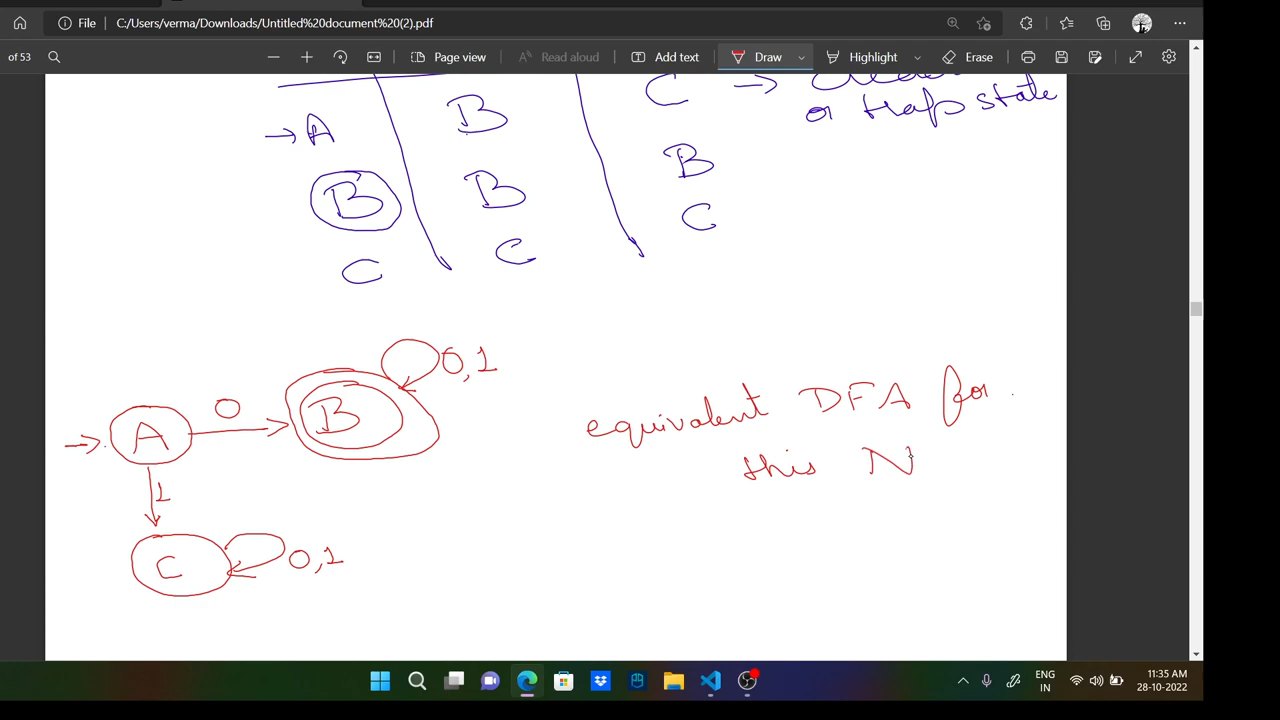 File C:/Users/verma/Downloads/Untitled%20document%20(2).pdf
of 53 Page view Read aloud Add text Draw Highlight Erase
C →
or trap state
→ A B
B B B
C C C
0,1
A 0 B
equivalent DFA for
this N
1
C 0,1
ENG
IN
11:35 AM
28-10-2022